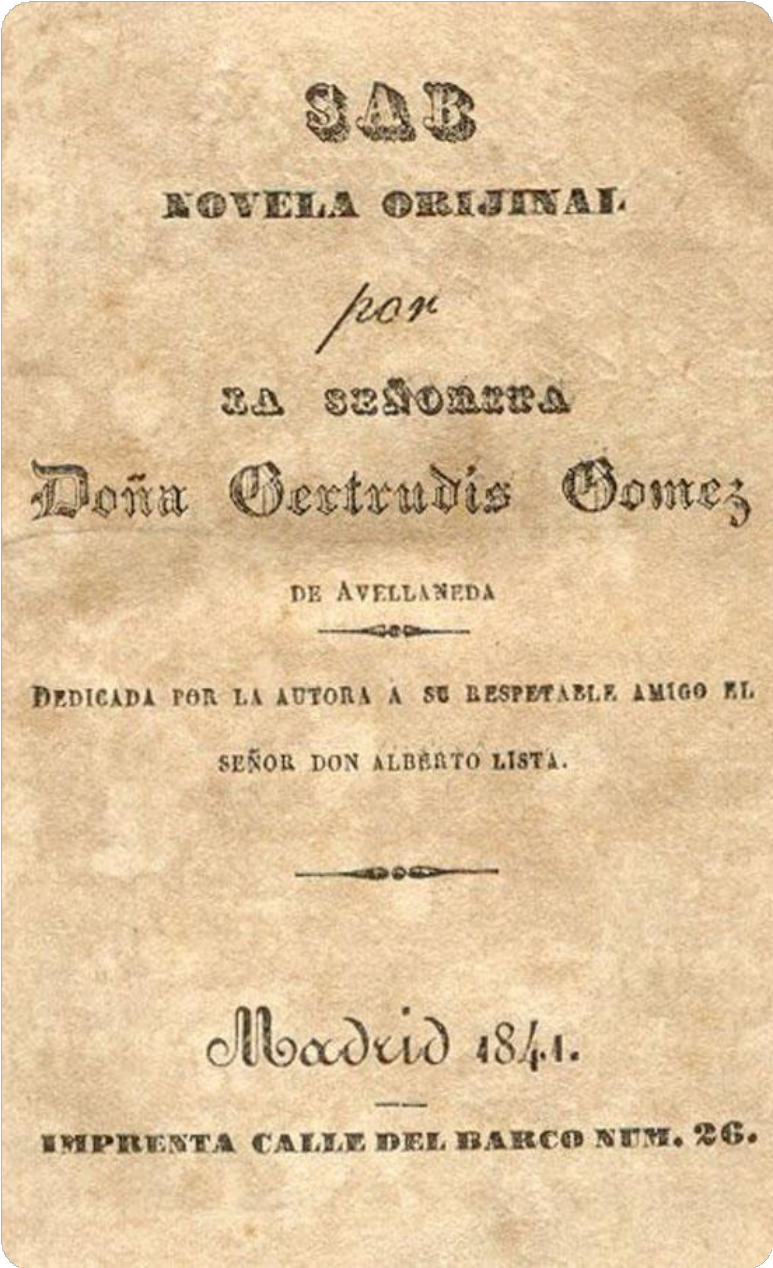 SAB
NOVELA ORIJINAL
por
LA SEÑORITA
Doña Gertrudis Gomez
DE AVELLANEDA
DEDICADA POR LA AUTORA A SU RESPETABLE AMIGO EL
SEÑOR DON ALBERTO LISTA.
Madrid 1841.
IMPRENTA CALLE DEL BARCO NUM. 26.